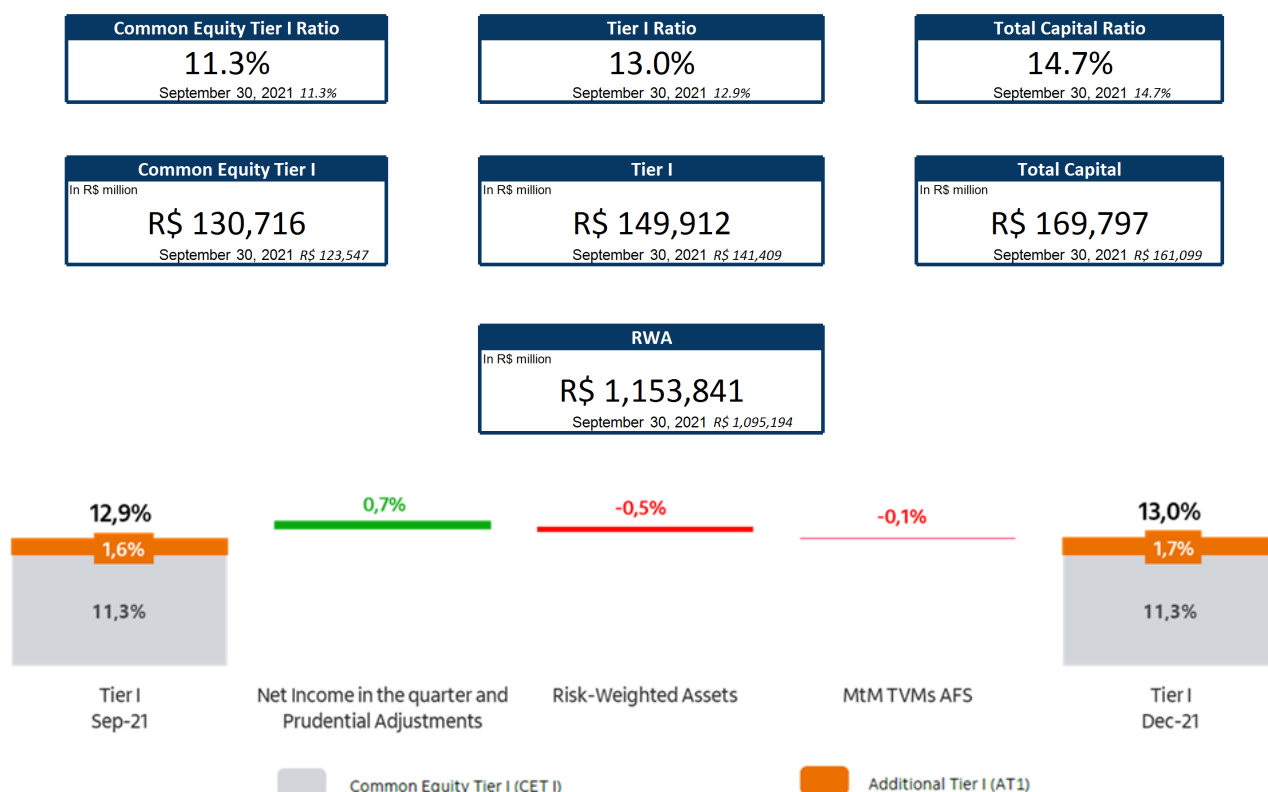 Common Equity Tier I Ratio
11.3%
September 30, 2021 11.3%
Tier I Ratio
13.0%
September 30, 2021 12.9%
Total Capital Ratio
14.7%
September 30, 2021 14.7%
Common Equity Tier I
In R$ million
R$ 130,716
September 30, 2021 R$ 123,547
Tier I
In R$ million
R$ 149,912
September 30, 2021 R$ 141,409
Total Capital
In R$ million
R$ 169,797
September 30, 2021 R$ 161,099
RWA
In R$ million
R$ 1,153,841
September 30, 2021 R$ 1,095,194
12,9%
1,6%
11,3%
Tier I
Sep-21
0,7%
Net Income in the quarter and
Prudential Adjustments
-0,5%
Risk-Weighted Assets
-0,1%
MtM TVMs AFS
13,0%
1,7%
11,3%
Tier I
Dec-21
Common Equity Tier I (CET I)
Additional Tier I (AT1)